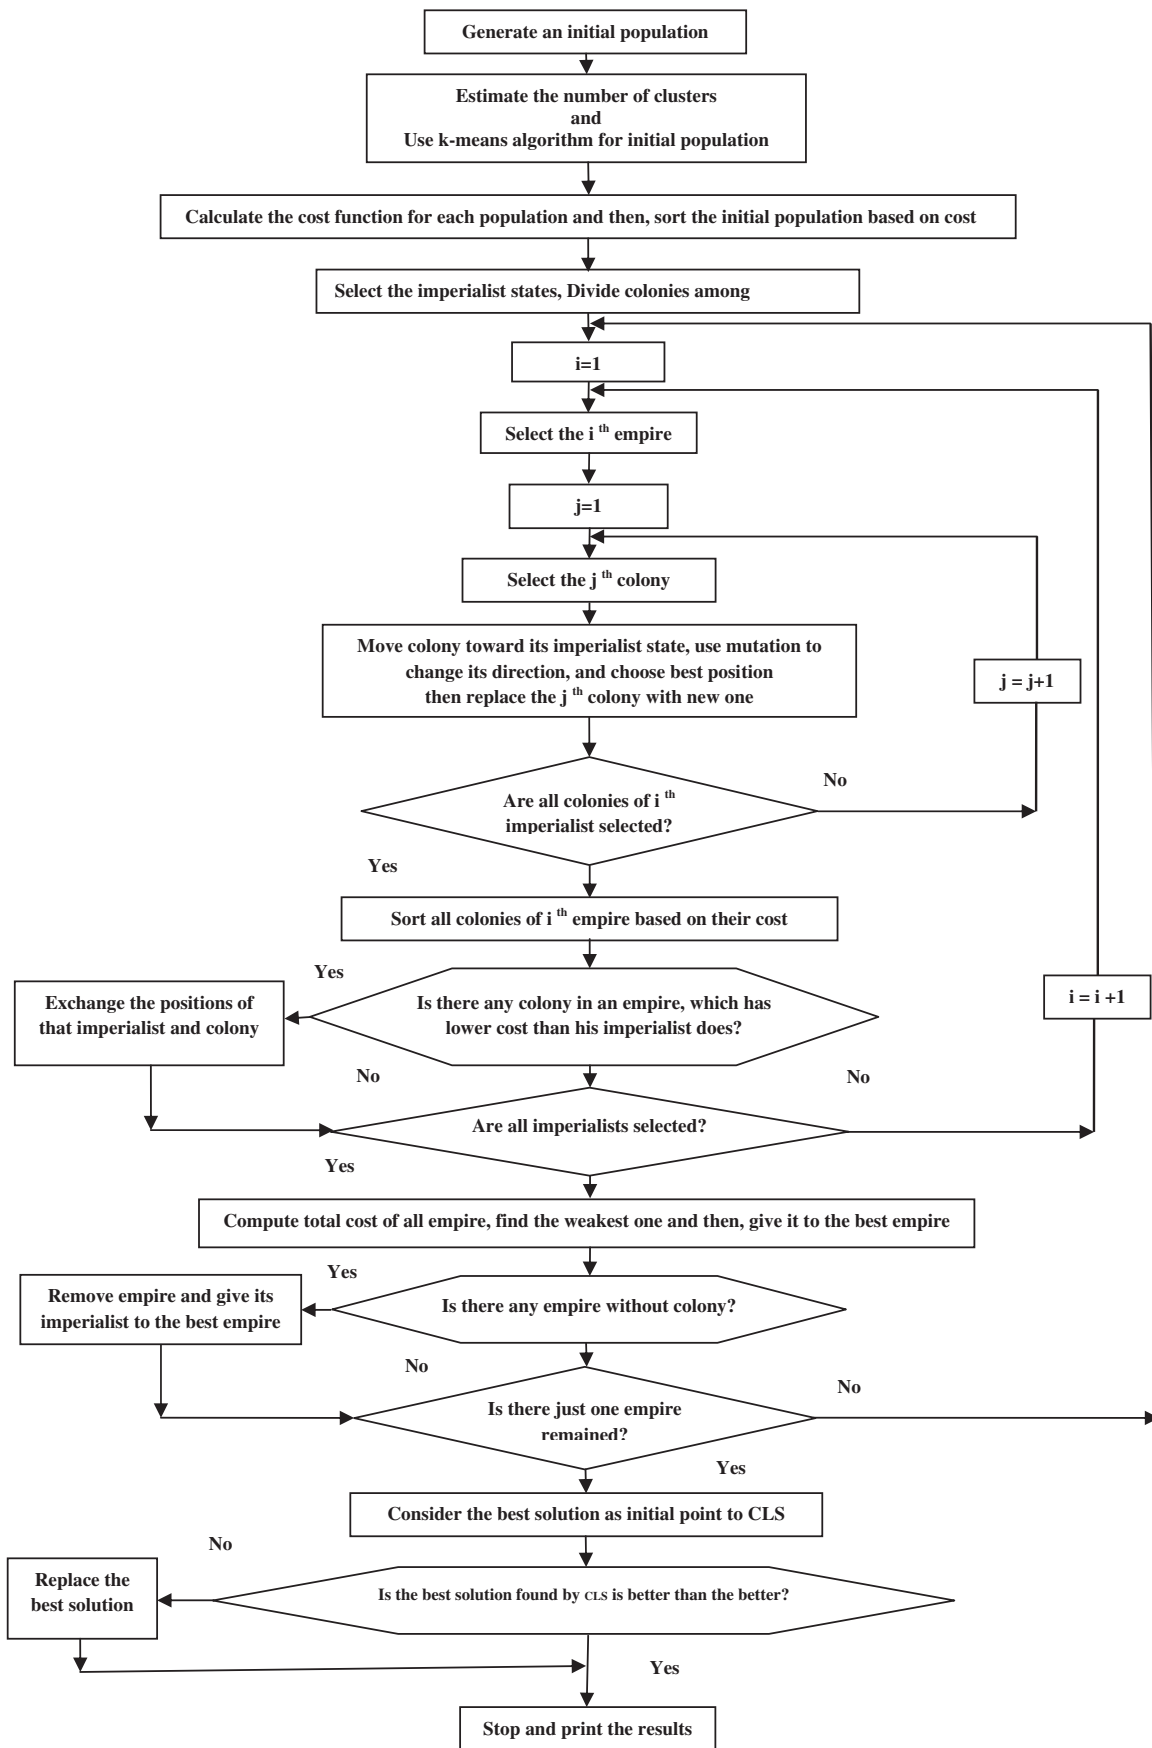 Generate an initial population
Estimate the number of clusters
and
Use k-means algorithm for initial population
Calculate the cost function for each population and then, sort the initial population based on cost
Select the imperialist states, Divide colonies among
i=1
Select the i th empire
j=1
Select the j th colony
Move colony toward its imperialist state, use mutation to
change its direction, and choose best position
then replace the j th colony with new one
j = j+1
No
Are all colonies of i th
imperialist selected?
Yes
Sort all colonies of i th empire based on their cost
Yes
Exchange the positions of
that imperialist and colony
Is there any colony in an empire, which has
lower cost than his imperialist does?
i = i +1
No
No
Are all imperialists selected?
Yes
Compute total cost of all empire, find the weakest one and then, give it to the best empire
Yes
Remove empire and give its
imperialist to the best empire
Is there any empire without colony?
No
No
Is there just one empire
remained?
Yes
Consider the best solution as initial point to CLS
No
Replace the
best solution
Is the best solution found by CLS is better than the better?
Yes
Stop and print the results